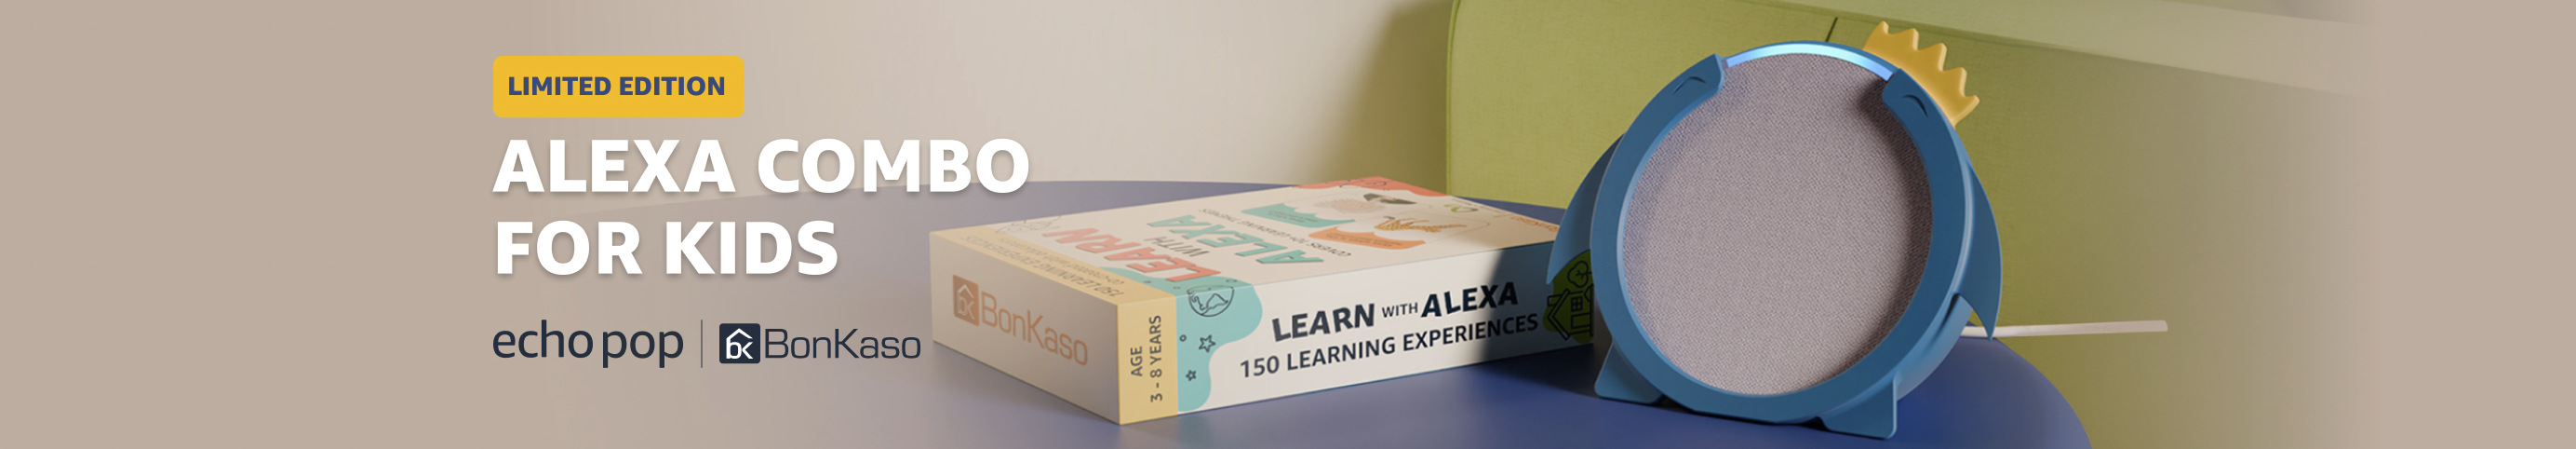 LIMITED EDITION
ALEXA COMBO
FOR KIDS
echo pop
BonKaso
BonKaso
LEARN
WITH
ALEXA
AGE
3 - 8 YEARS
LEARN WITH ALEXA
150 LEARNING EXPERIENCES